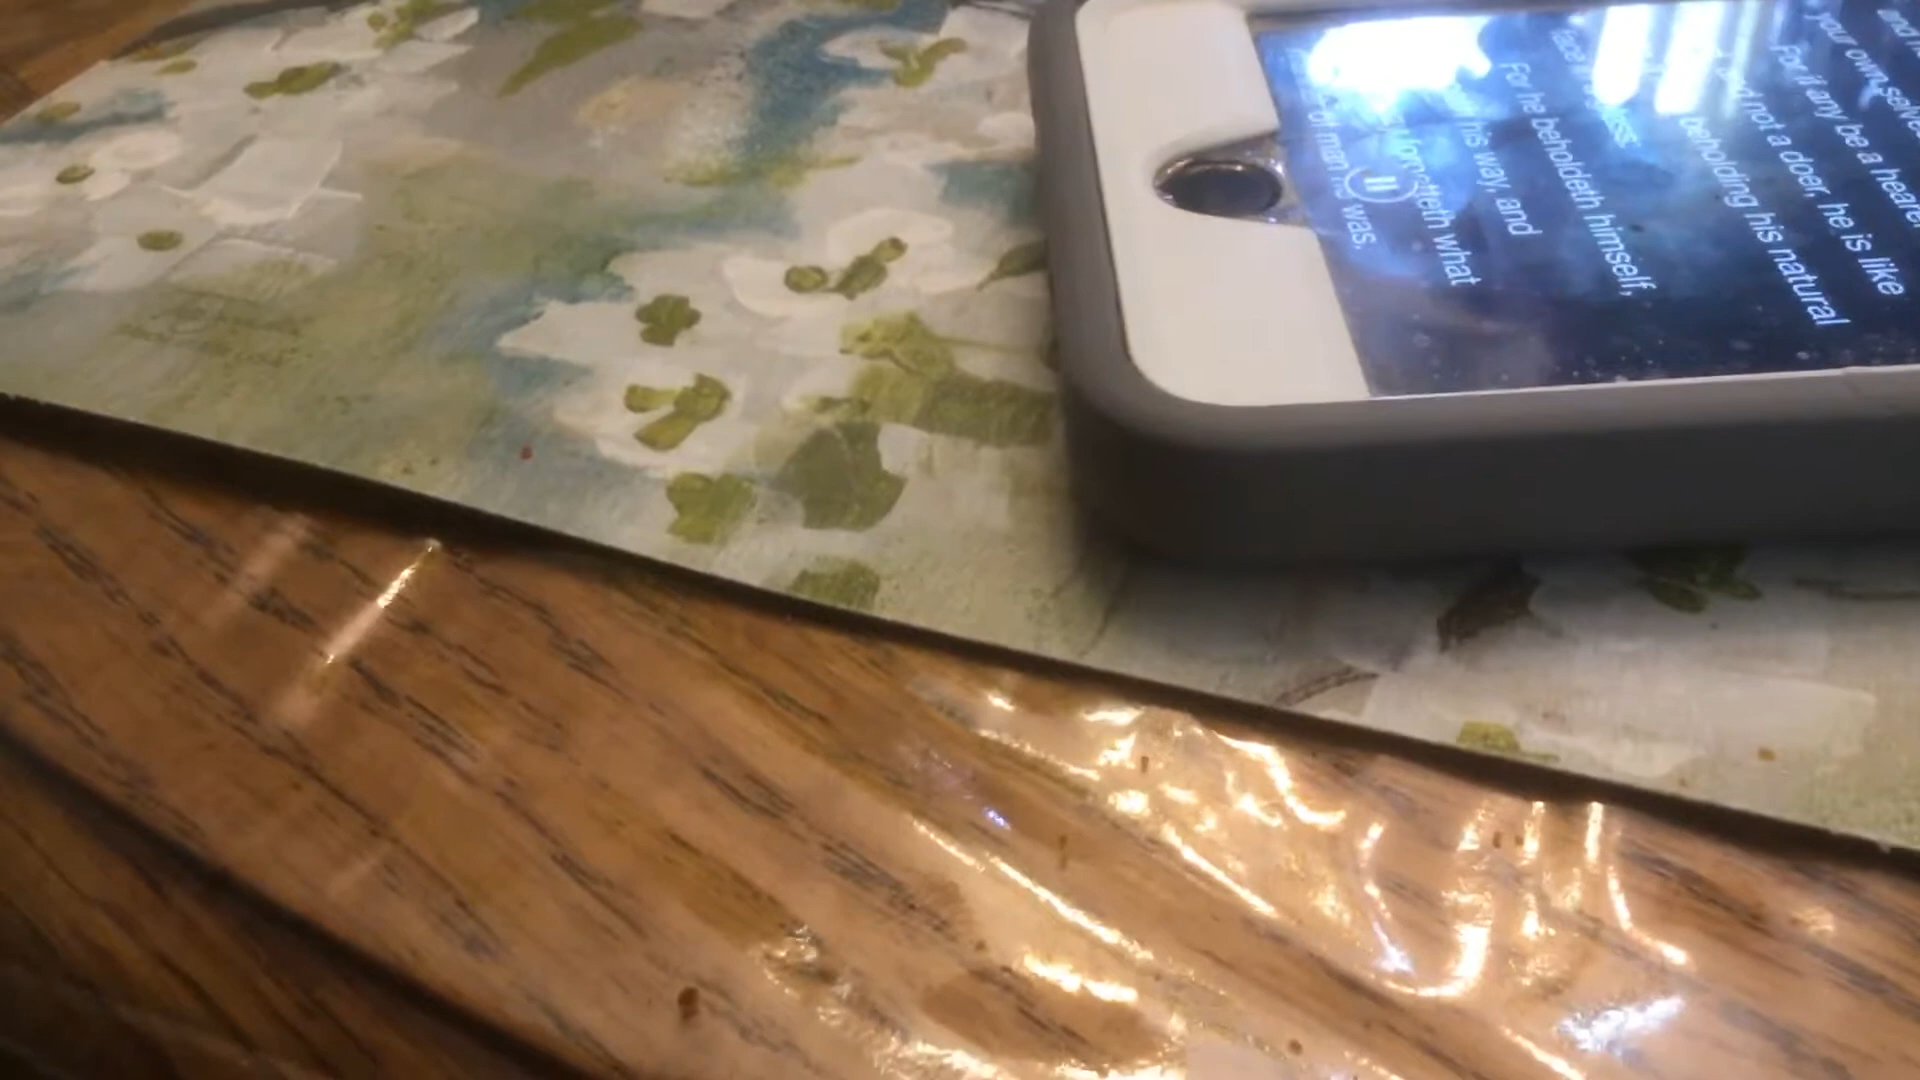 and n
your own selve
For if any be a hearer
d not a doer, he is like
beholding his natural
face in glass:
For he beholdeth himself,
his way, and
forgetteth what
of man he was.